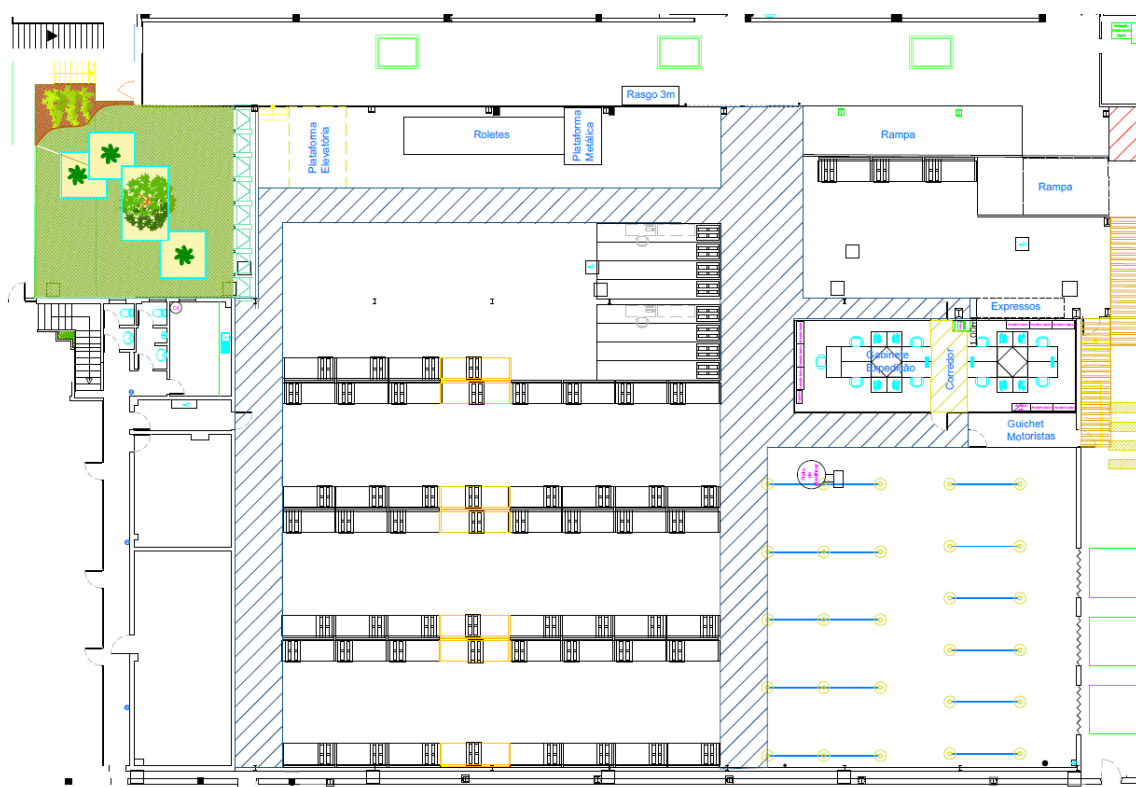 Rasgo 3m
Plataforma
Elevatória
Roletes
Plataforma
Metálica
Rampa
Rampa
Expressos
Gabinete
Expedição
Corredor
Guichet
Motoristas